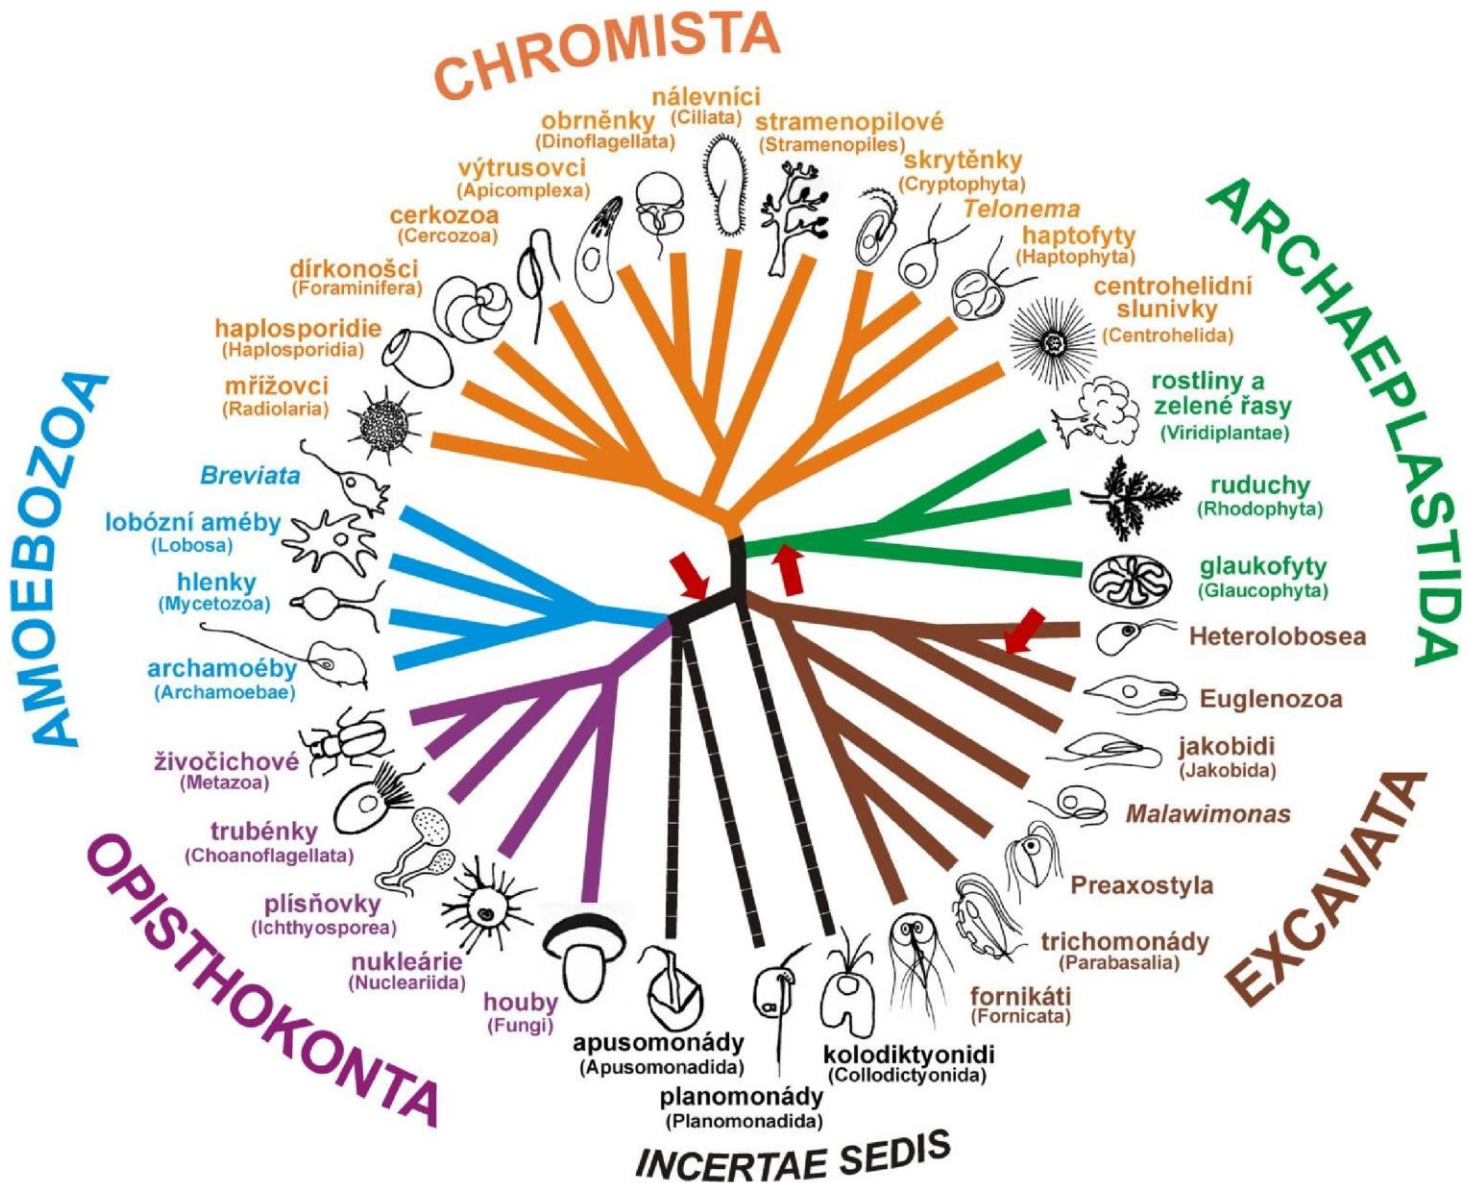 CHROMISTA
nálevníci
(Ciliata)
obrněnky
(Dinoflagellata)
stramenopilové
(Stramenopiles)
výtrusovci
(Apicomplexa)
skrytěnky
(Cryptophyta)
Telonema
cerkozoa
(Cercozoa)
haptofyty
(Haptophyta)
dírkonošci
(Foraminifera)
centrohelidní
slunivky
(Centrohelida)
haplosporidie
(Haplosporidia)
mřížovci
(Radiolaria)
ARCHAEPLASTIDA
rostliny a
zelené řasy
(Viridiplantae)
ruduchy
(Rhodophyta)
glaukofyty
(Glaucophyta)
AMOEBOZOA
Breviata
lobózní améby
(Lobosa)
hlenky
(Mycetozoa)
archamoéby
(Archamoebae)
Heterolobosea
Euglenozoa
jakobidi
(Jakobida)
Malawimonas
Preaxostyla
trichomonády
(Parabasalia)
fornikáti
(Fornicata)
EXCAVATA
živočichové
(Metazoa)
trubénky
(Choanoflagellata)
plísňovky
(Ichthyosporea)
nukleárie
(Nucleariida)
houby
(Fungi)
OPISTHOKONTA
apusomonády
(Apusomonadida)
planomonády
(Planomonadida)
kolodiktyonidi
(Collodictyonida)
INCERTAE SEDIS